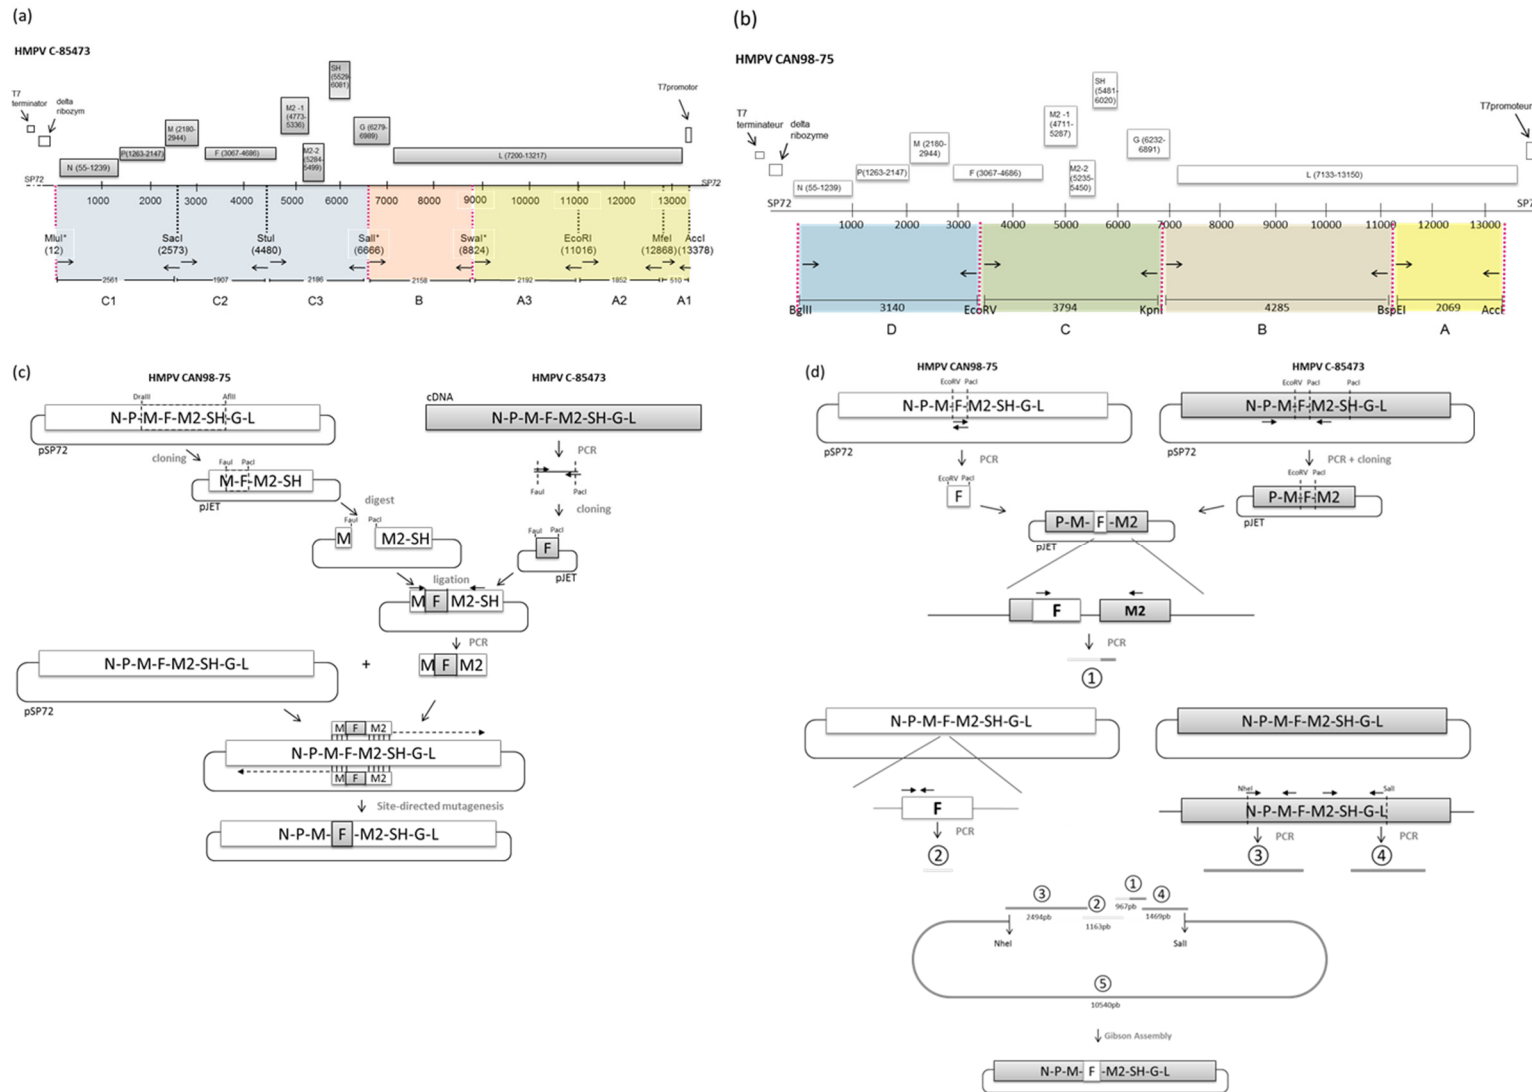 (a)
HMPV C-85473
T7
terminator
delta
ribozym
N (55-1239)
P(1263-2147)
M (2180-
2944)
F (3067-4686)
M2 -1
(4773-
5336)
M2-2
(5284-
5499)
SH
(5529-
6081)
G (6279-
6989)
L (7200-13217)
T7promotor
SP72
SP72
1000 2000 3000 4000 5000 6000 7000 8000 9000 10000 11000 12000 13000
MluI* SacI StuI SalI* SwaI* EcoRI MfeI AccI
(12) (2573) (4480) (6666) (8824) (11016) (12868) (13378)
2561 1907 2186 2158 2192 1852 510
C1 C2 C3 B A3 A2 A1
(b)
HMPV CAN98-75
T7
terminateur
delta
ribozyme
N (55-1239)
P(1263-2147)
M (2180-
2944)
F (3067-4686)
M2 -1
(4711-
5287)
M2-2
(5235-
5450)
SH
(5481-
6020)
G (6232-
6891)
L (7133-13150)
T7promoteu
SP72
1000 2000 3000 4000 5000 6000 7000 8000 9000 10000 11000 12000 13000
3140 3794 4285 2069
BglII EcoRV KpnI BspEI AccI
D C B A
(c)
HMPV CAN98-75
DraIII AflII
N-P-M-F-M2-SH-G-L
pSP72
cloning
FauI PacI
M-F-M2-SH
pJET
digest
FauI PacI
M M2-SH
HMPV C-85473
cDNA
N-P-M-F-M2-SH-G-L
PCR
FauI PacI
cloning
FauI PacI
F
pJET
ligation
M F M2-SH
PCR
N-P-M-F-M2-SH-G-L + M F M2
pSP72
M F M2
N-P-M-F-M2-SH-G-L
M F M2
Site-directed mutagenesis
N-P-M- F -M2-SH-G-L
(d)
HMPV CAN98-75
EcoRV PacI
N-P-M-F-M2-SH-G-L
pSP72
PCR
EcoRV PacI
F
HMPV C-85473
EcoRV PacI PacI
N-P-M-F-M2-SH-G-L
pSP72
PCR + cloning
EcoRV PacI
P-M-F-M2
pJET
P-M- F -M2
pJET
F M2
PCR
1
N-P-M-F-M2-SH-G-L
N-P-M-F-M2-SH-G-L
F
PCR
2
NheI SalI
N-P-M-F-M2-SH-G-L
PCR PCR
3 4
3 2 1 4
2494pb 1163pb 967pb 1469pb
NheI SalI
5
10540pb
Gibson Assembly
N-P-M- F -M2-SH-G-L